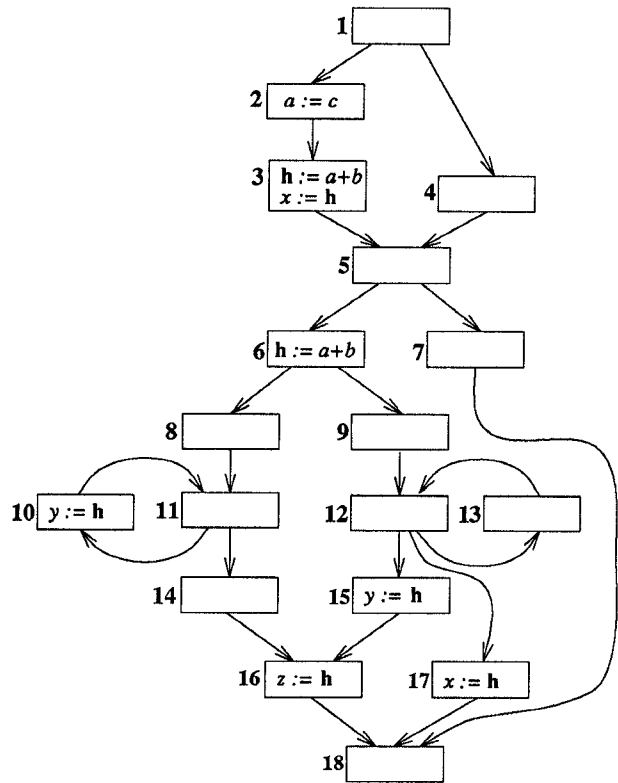 1
2 a := c
3 h := a+b
x := h
4
5
6 h := a+b
7
8
9
10 y := h
11
12
13
14
15 y := h
16 z := h
17 x := h
18